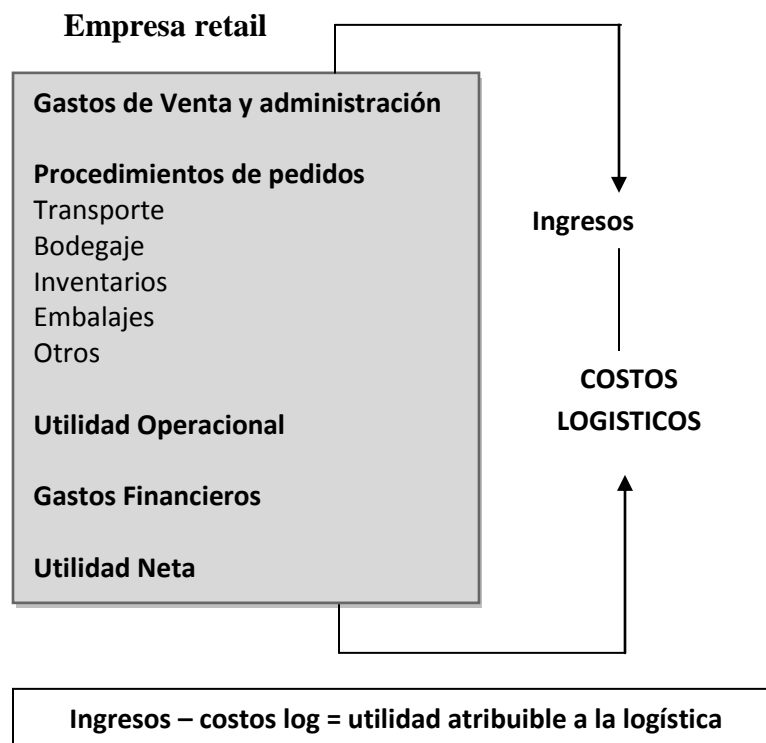 Empresa retail
Gastos de Venta y administración
Procedimientos de pedidos
Transporte
Bodegaje
Inventarios
Embalajes
Otros
Utilidad Operacional
Gastos Financieros
Utilidad Neta
Ingresos
COSTOS
LOGISTICOS
Ingresos – costos log = utilidad atribuible a la logística